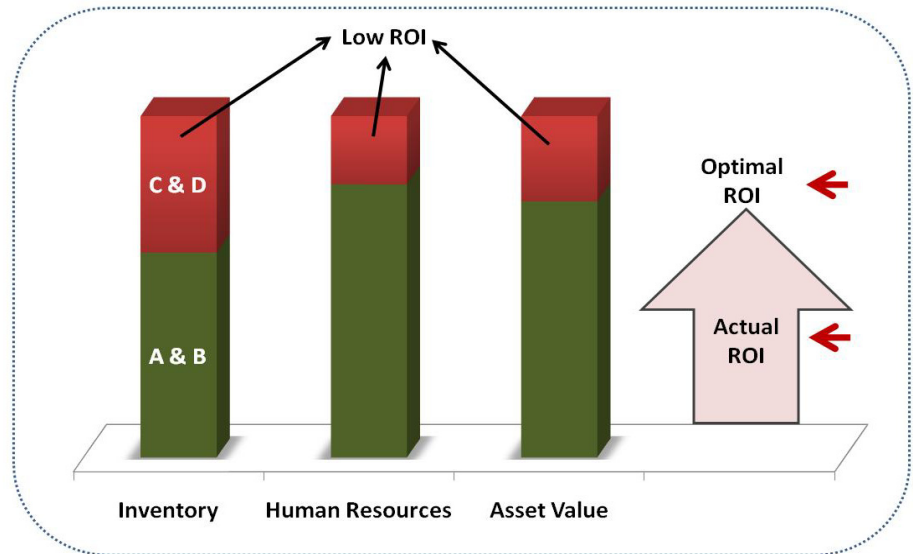 Low ROI
C & D
A & B
Optimal
ROI
Actual
ROI
Inventory
Human Resources
Asset Value